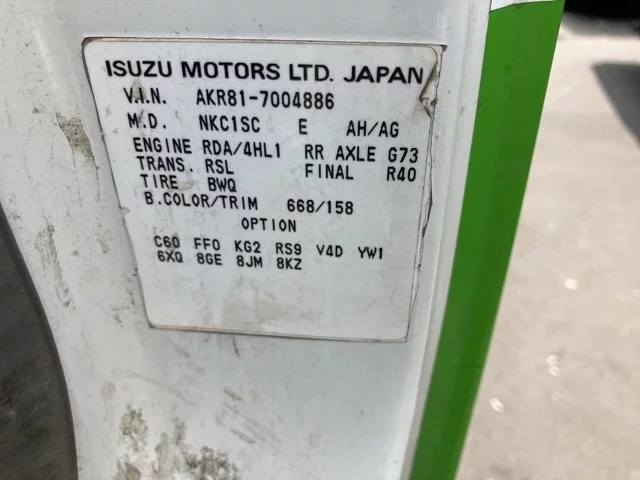 ISUZU MOTORS LTD. JAPAN
V.I.N. AKR81-7004886
M.D. NKC1SC E AH/AG
ENGINE RDA/4HL1 RR AXLE G73
TRANS. RSL FINAL R40
TIRE BWQ
B.COLOR/TRIM 668/158
OPTION
C60 FF0 KG2 RS9 V4D YW1
6XQ 8GE 8JM 8KZ